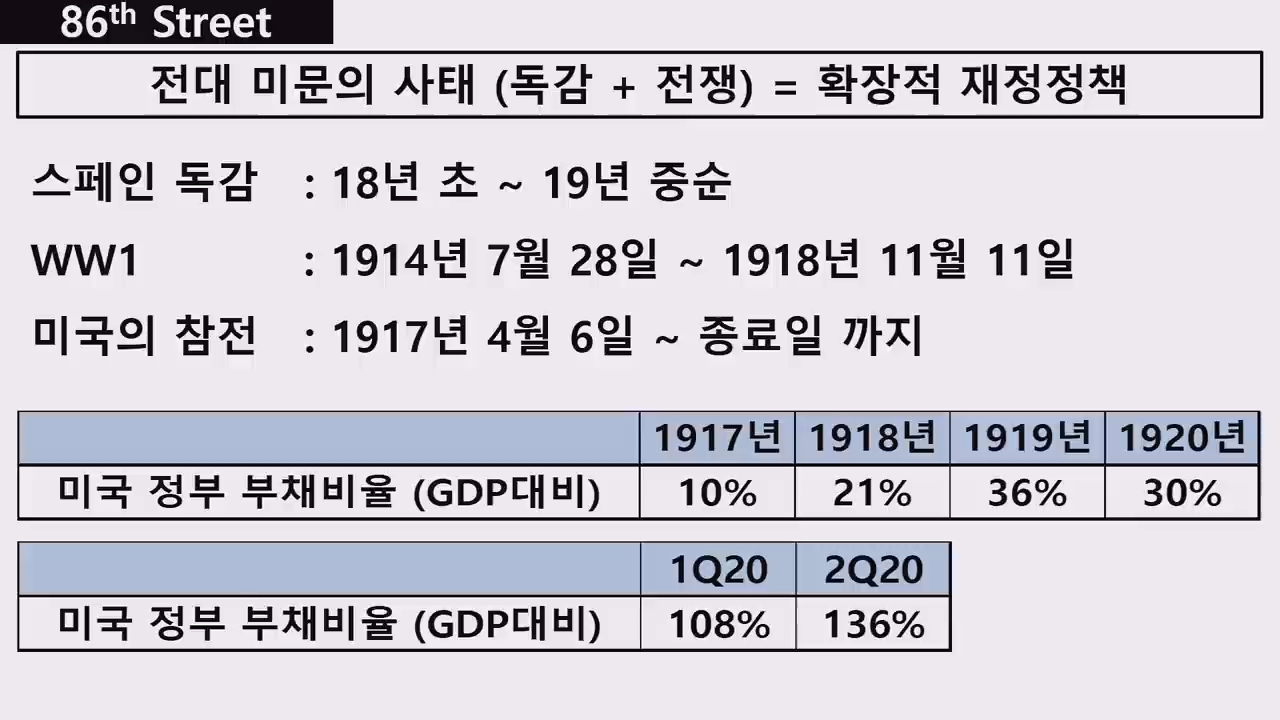 86th Street
전대 미문의 사태 (독감 + 전쟁) = 확장적 재정정책
스페인 독감 : 18년 초 ~ 19년 중순
WW1 : 1914년 7월 28일 ~ 1918년 11월 11일
미국의 참전 : 1917년 4월 6일 ~ 종료일 까지
1917년 1918년 1919년 1920년
미국 정부 부채비율 (GDP대비) 10% 21% 36% 30%
1Q20 2Q20
미국 정부 부채비율 (GDP대비) 108% 136%